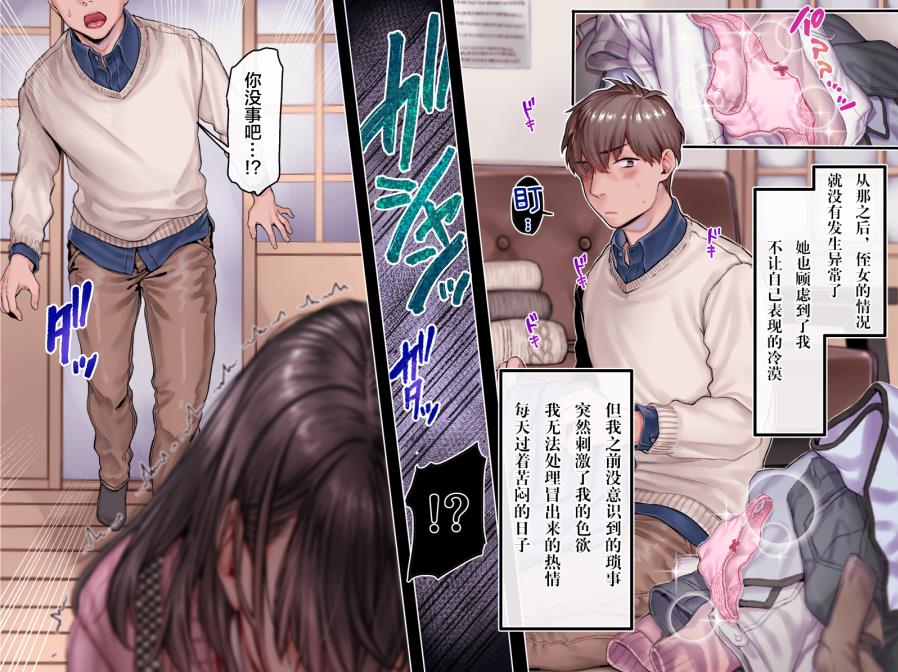 パァァッ
从那之后，侄女的情况
就没有发生异常了
她也顾虑到了我
不让自己表现的冷漠
ドキ
盯…
ドキ
ドキ
ドキ
但我之前没意识到的琐事
突然刺激了我的色欲
我无法处理冒出来的热情
每天过着苦闷的日子
ガシャンッ
ガタッ
!?
你没事吧…!?
ダッ